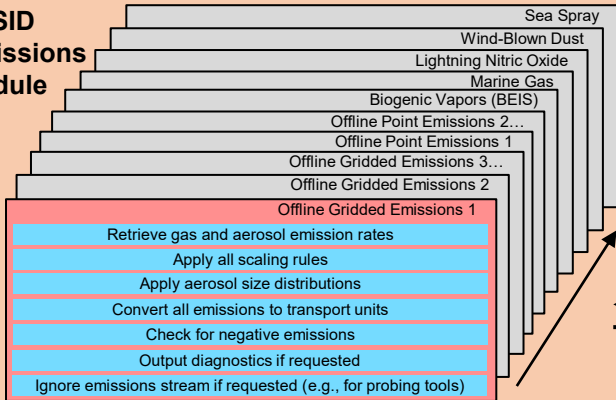 SID
issions
dule
Sea Spray
Wind-Blown Dust
Lightning Nitric Oxide
Marine Gas
Biogenic Vapors (BEIS)
Offline Point Emissions 2…
Offline Point Emissions 1
Offline Gridded Emissions 3…
Offline Gridded Emissions 2
Offline Gridded Emissions 1
Retrieve gas and aerosol emission rates
Apply all scaling rules
Apply aerosol size distributions
Convert all emissions to transport units
Check for negative emissions
Output diagnostics if requested
Ignore emissions stream if requested (e.g., for probing tools)